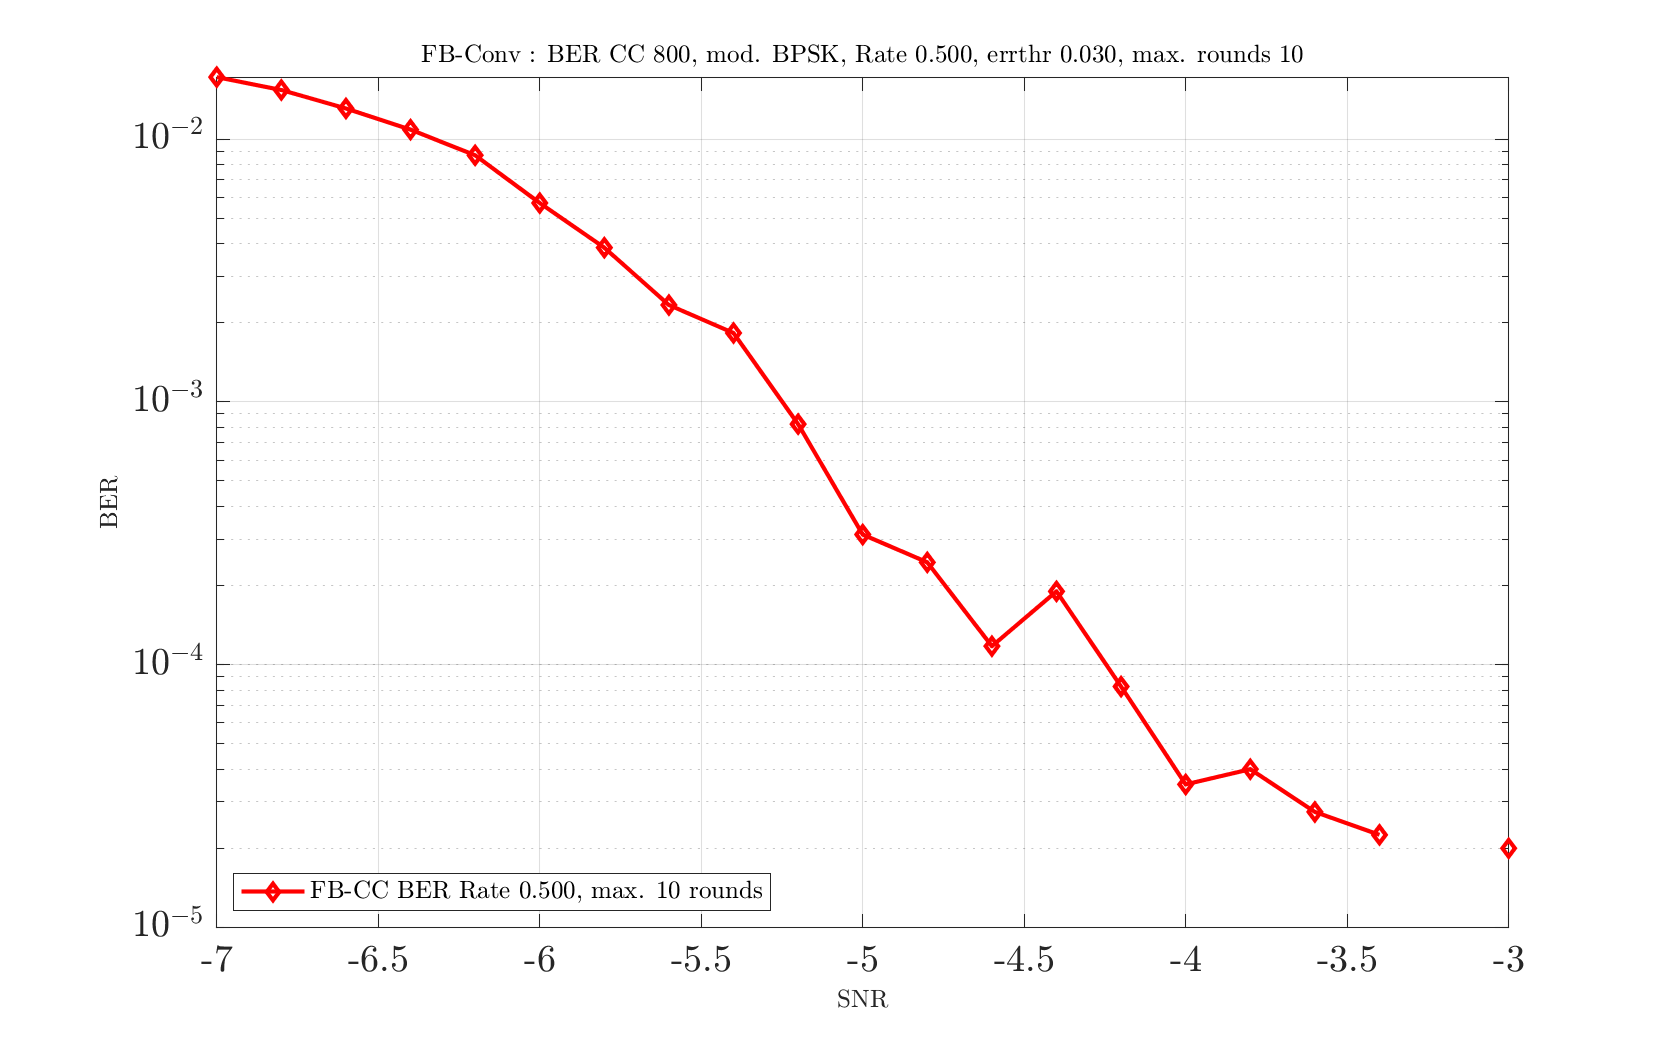 FB-Conv : BER CC 800, mod. BPSK, Rate 0.500, errthr 0.030, max. rounds 10
10^{-2}
10^{-3}
10^{-4}
10^{-5}
BER
FB-CC BER Rate 0.500, max. 10 rounds
-7 -6.5 -6 -5.5 -5 -4.5 -4 -3.5 -3
SNR